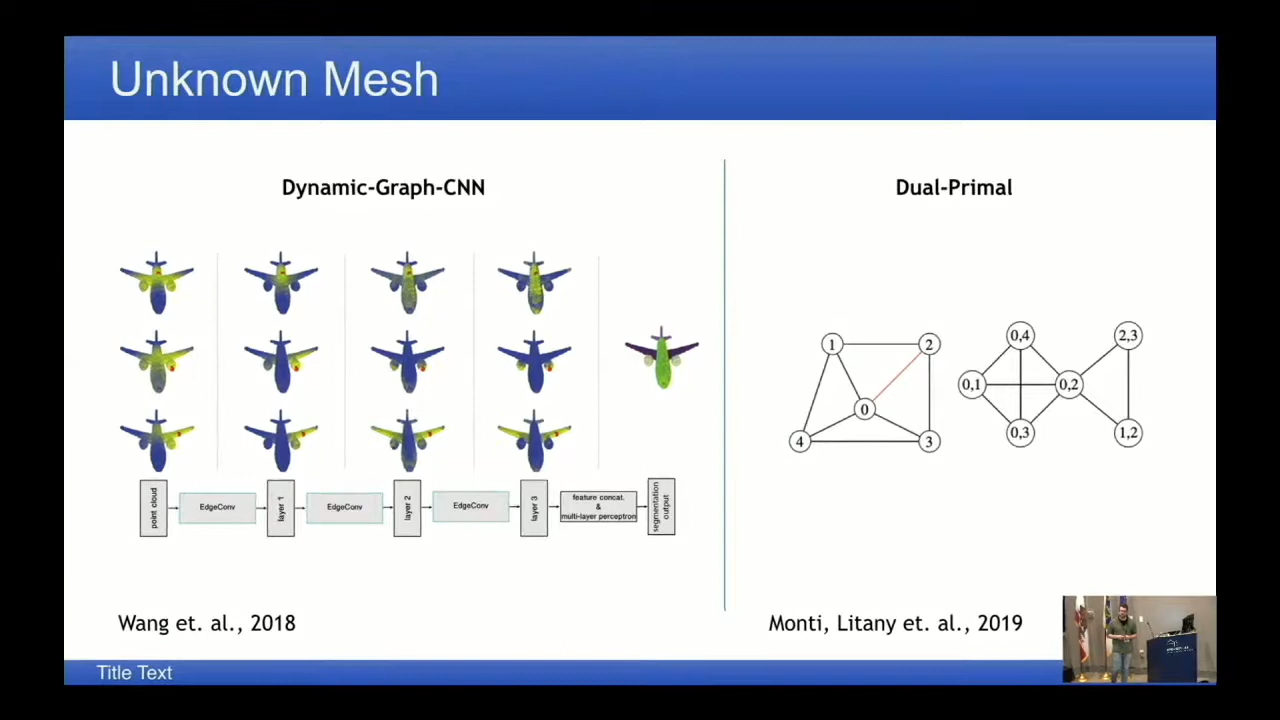 Unknown Mesh
Dynamic-Graph-CNN
point cloud
EdgeConv
layer 1
EdgeConv
layer 2
EdgeConv
layer 3
feature concat.
&
multi-layer perceptron
segmentation
output
Wang et. al., 2018
Dual-Primal
1
2
0
4
3
0,4
2,3
0,1
0,2
0,3
1,2
Monti, Litany et. al., 2019
Title Text